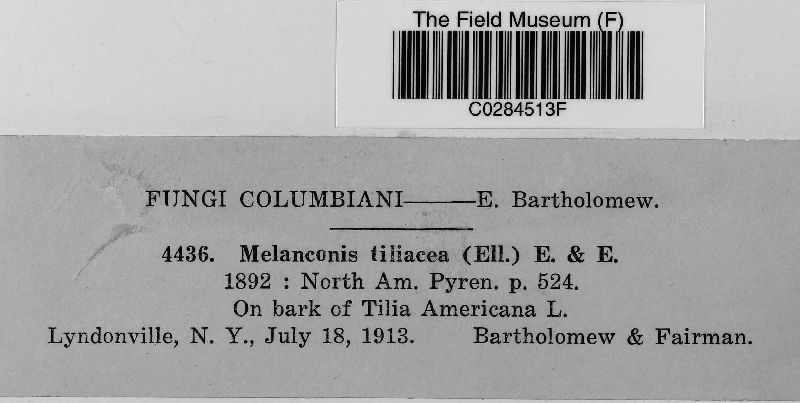 The Field Museum (F)
C0284513F
FUNGI COLUMBIANI——E. Bartholomew.
4436. Melanconis tiliacea (Ell.) E. & E.
1892 : North Am. Pyren. p. 524.
On bark of Tilia Americana L.
Lyndonville, N. Y., July 18, 1913. Bartholomew & Fairman.